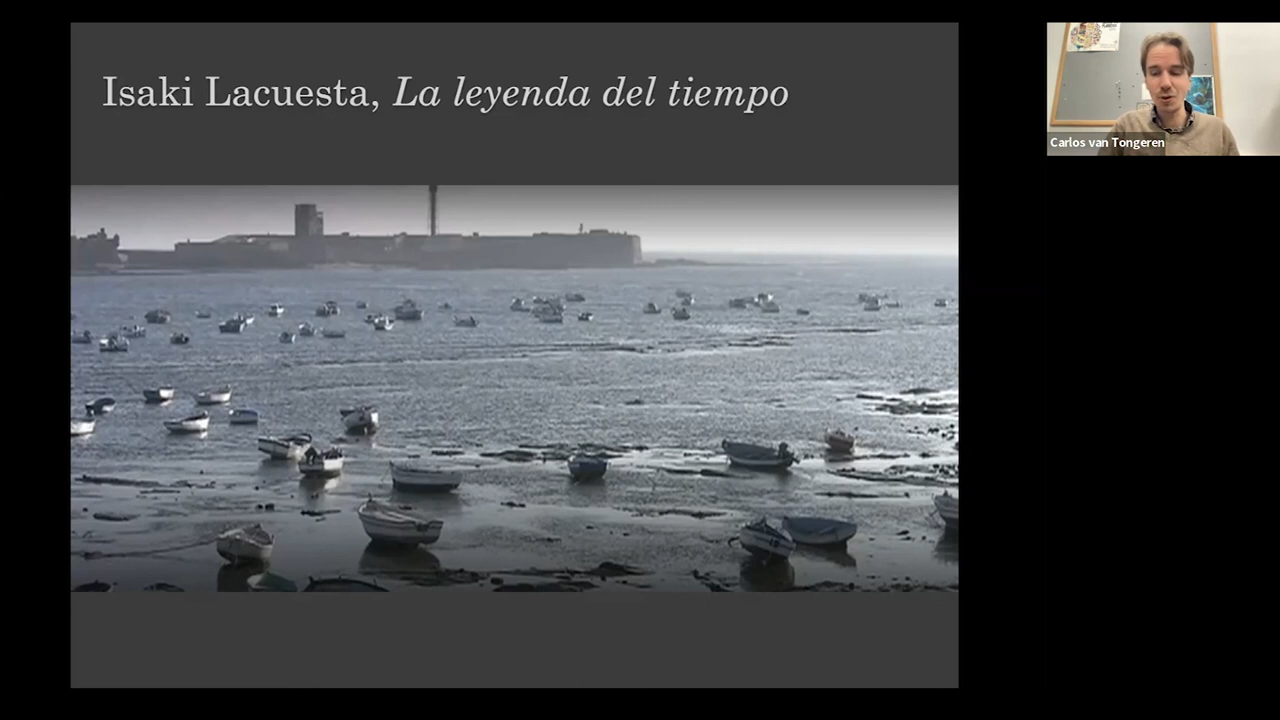 Isaki Lacuesta, La leyenda del tiempo
Carlos van Tongeren